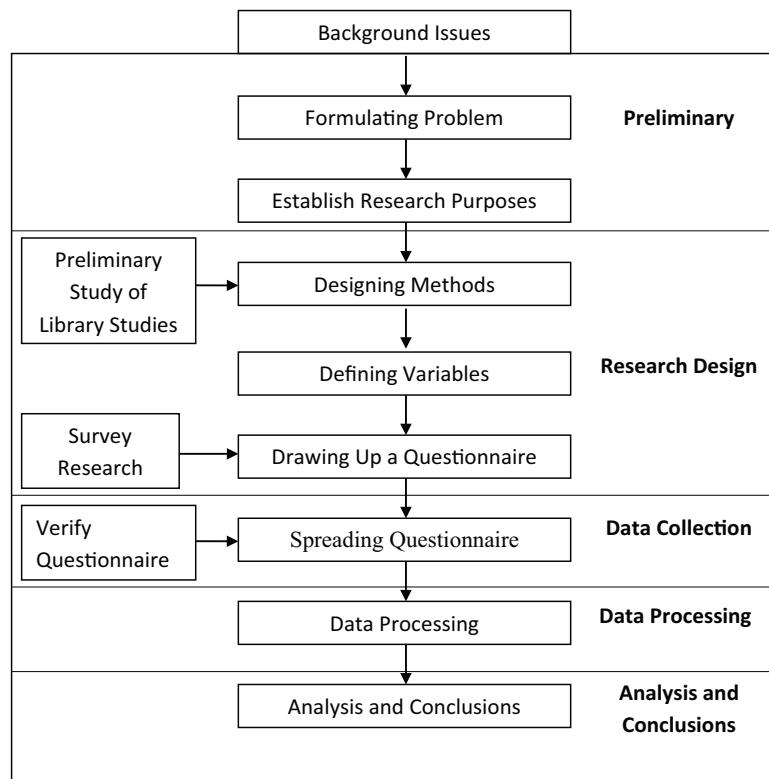 Background Issues
Formulating Problem
Preliminary
Establish Research Purposes
Preliminary
Study of
Library Studies
Designing Methods
Defining Variables
Research Design
Survey
Research
Drawing Up a Questionnaire
Verify
Questionnaire
Spreading Questionnaire
Data Collection
Data Processing
Data Processing
Analysis and Conclusions
Analysis and
Conclusions